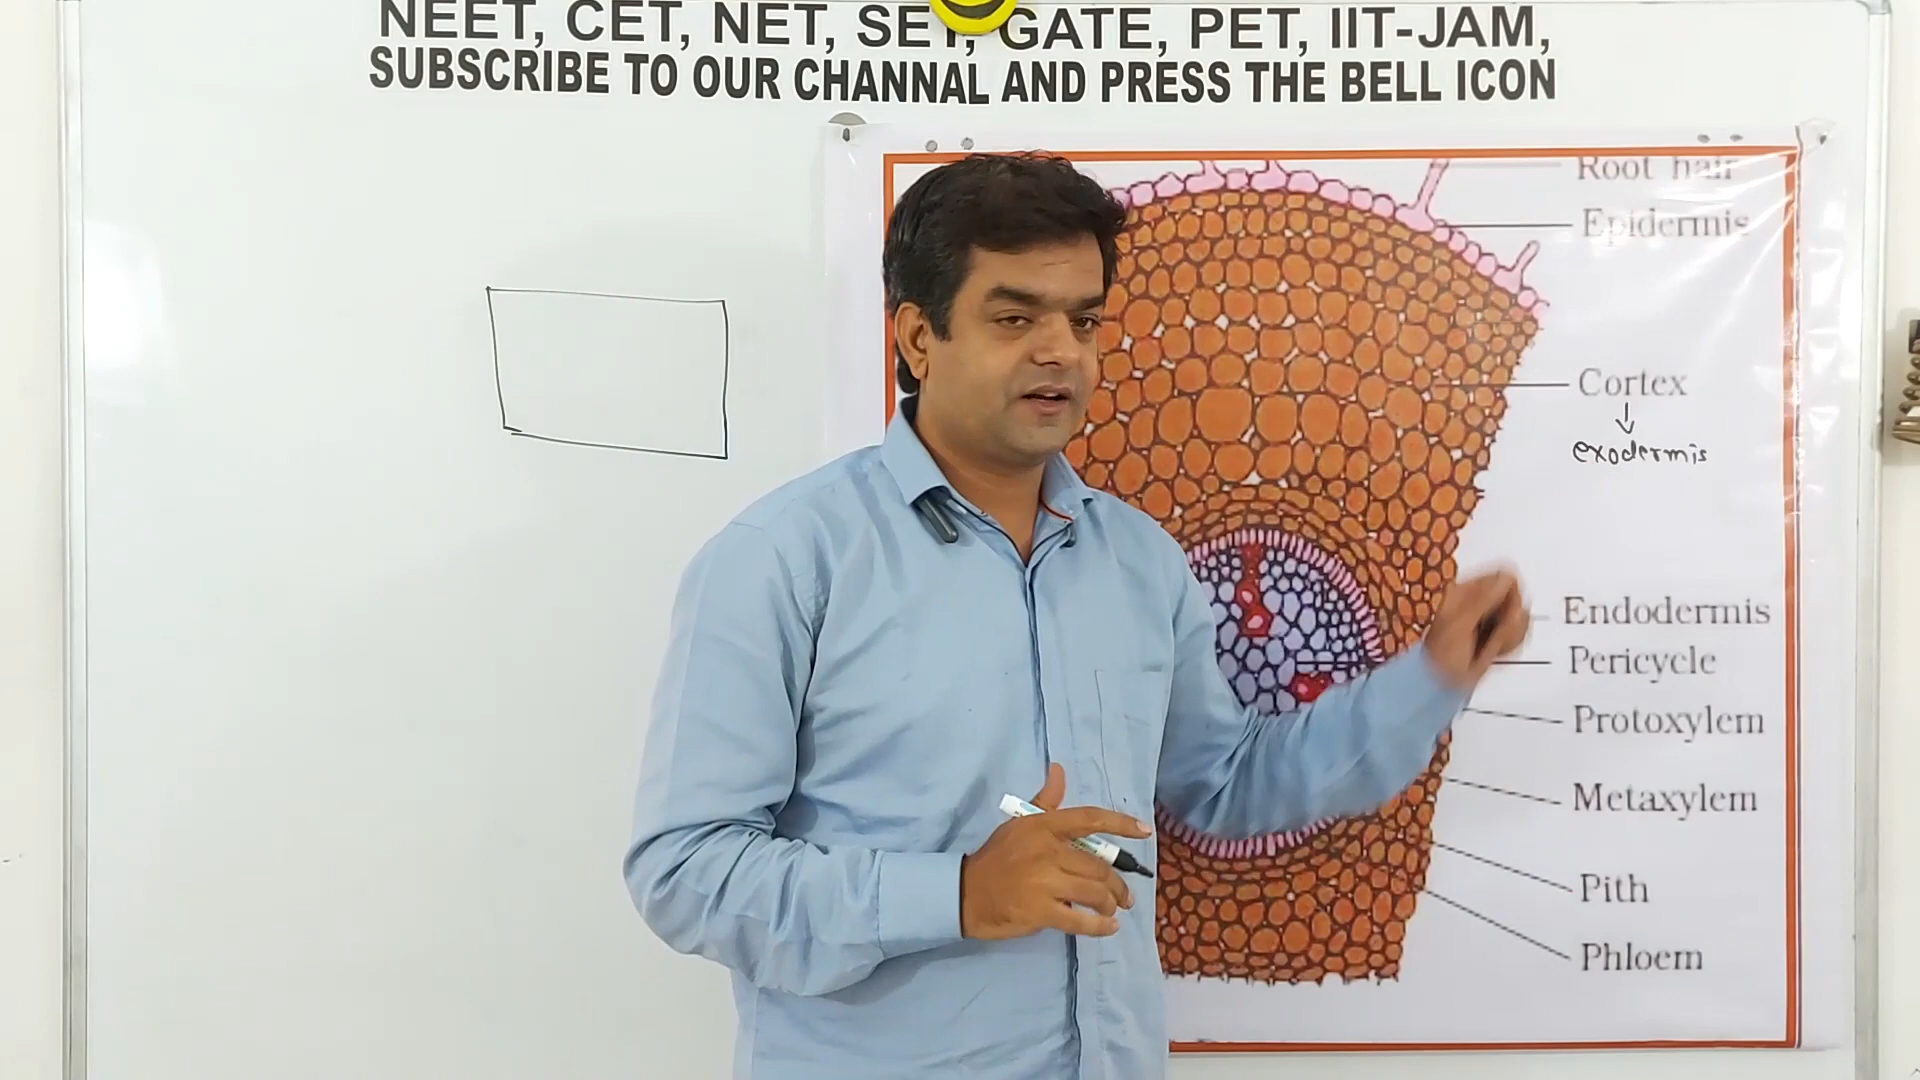 NEET, CET, NET, SET, GATE, PET, IIT-JAM,
SUBSCRIBE TO OUR CHANNAL AND PRESS THE BELL ICON
Root hair
Epidermis
Cortex
exodermis
Endodermis
Pericycle
Protoxylem
Metaxylem
Pith
Phloem